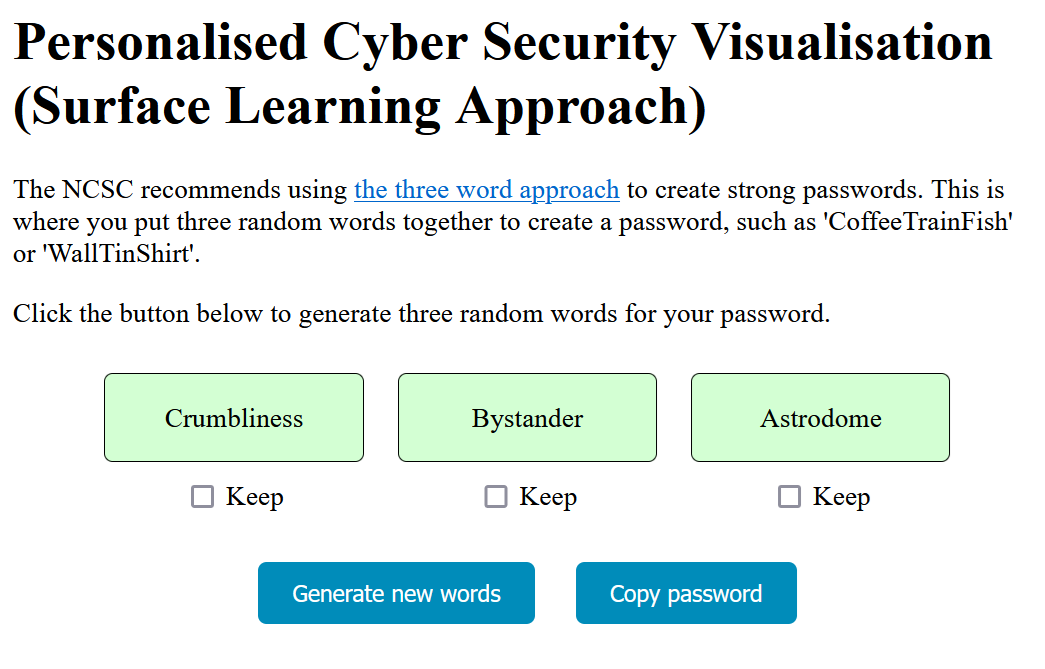 Personalised Cyber Security Visualisation
(Surface Learning Approach)
The NCSC recommends using the three word approach to create strong passwords. This is
where you put three random words together to create a password, such as 'CoffeeTrainFish'
or 'WallTinShirt'.
Click the button below to generate three random words for your password.
Crumbliness Bystander Astrodome
Keep Keep Keep
Generate new words Copy password